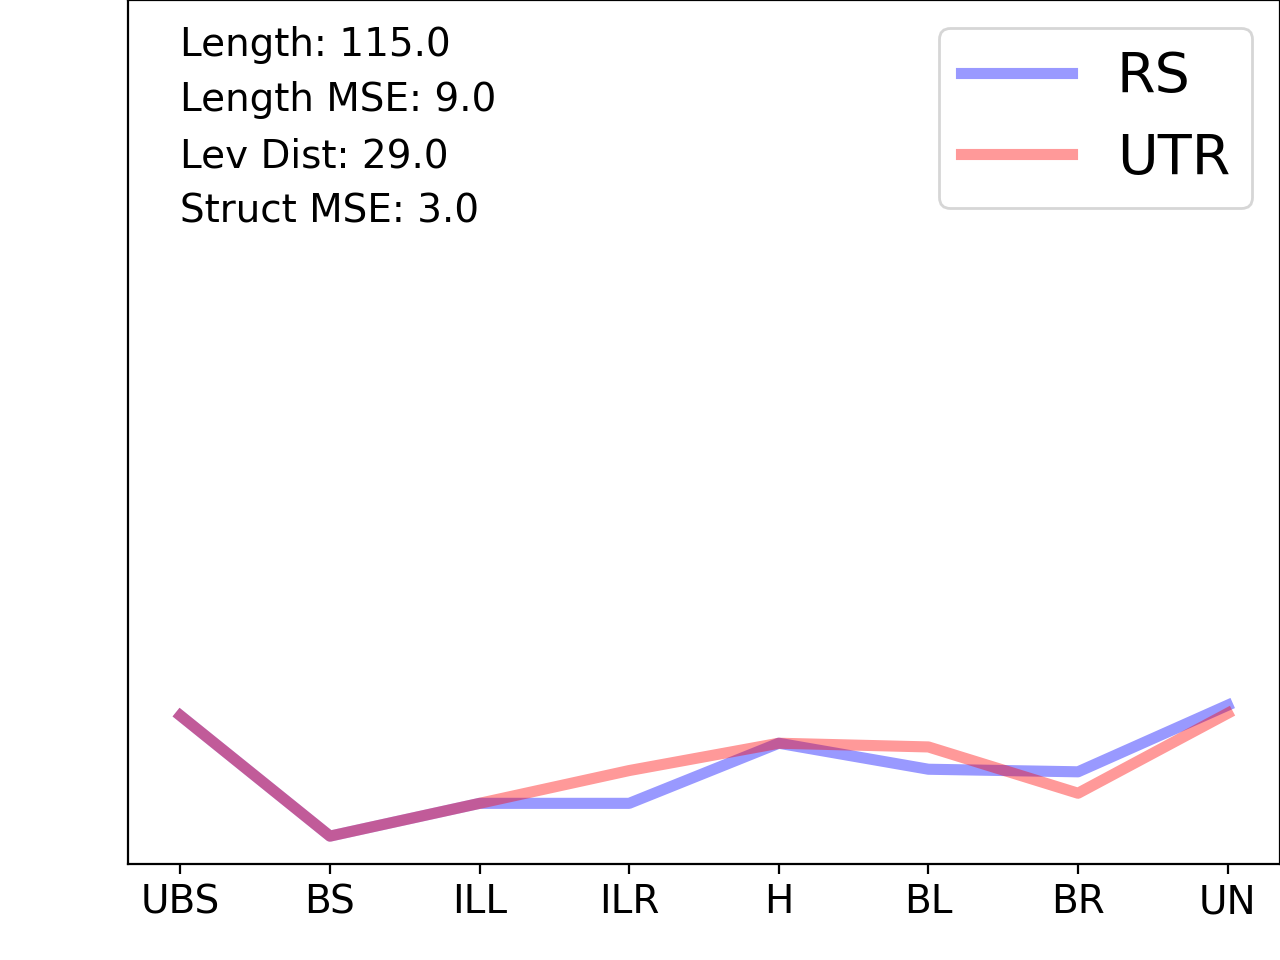 Length: 115.0
Length MSE: 9.0
Lev Dist: 29.0
Struct MSE: 3.0
RS
UTR
UBS BS ILL ILR H BL BR UN